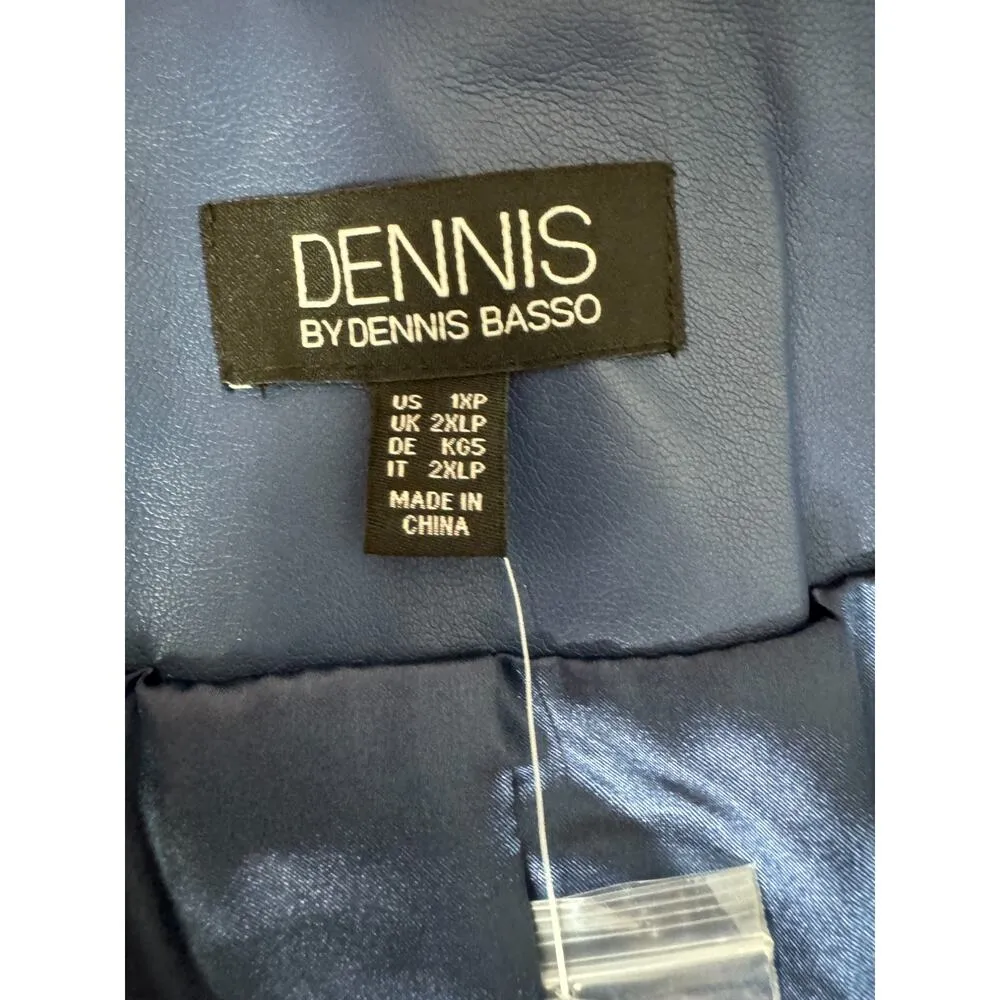 DENNIS
BY DENNIS BASSO
US 1XP
UK 2XLP
DE KG5
IT 2XLP
MADE IN
CHINA